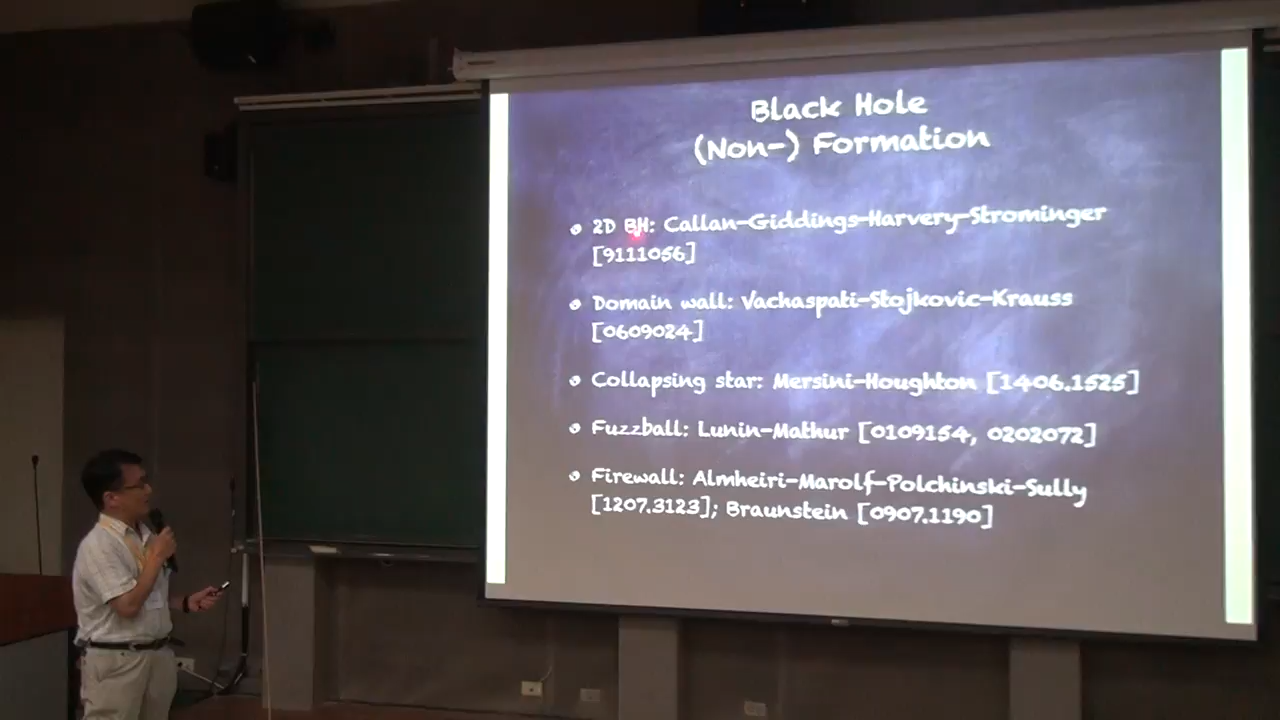 Black Hole
(Non-) Formation
2D BH: Callan-Giddings-Harvery-Strominger
[9111056]
Domain wall: Vachaspati-Stojkovic-Krauss
[0609024]
Collapsing star: Mersini-Houghton [1406.1525]
Fuzzball: Lunin-Mathur [0109154, 0202072]
Firewall: Almheiri-Marolf-Polchinski-Sully
[1207.3123]; Braunstein [0907.1190]